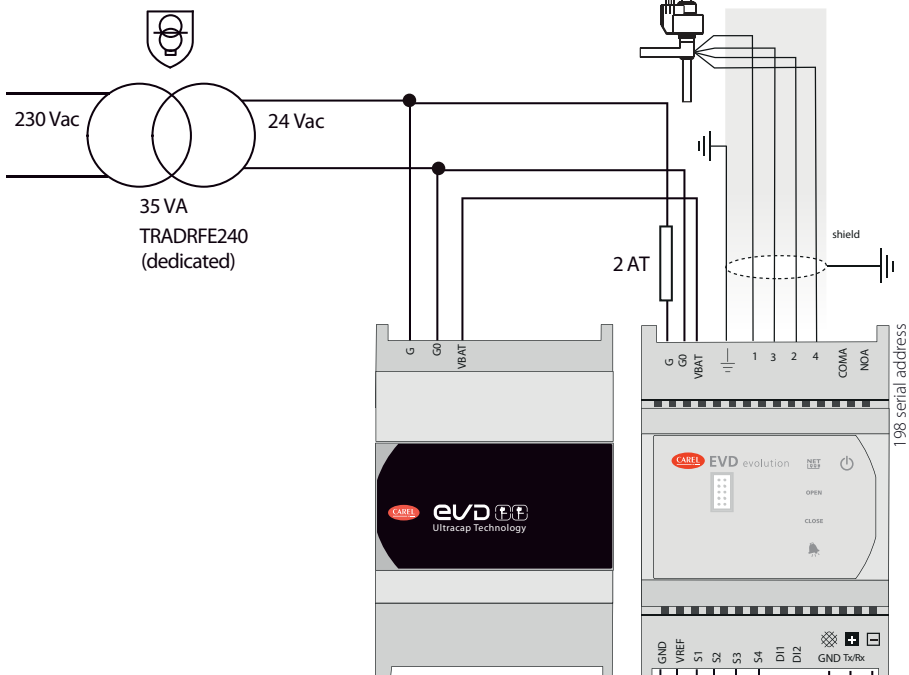 230 Vac
24 Vac
35 VA
TRADRFE240
(dedicated)
2 AT
shield
G
G0
VBAT
G
G0
VBAT
1
3
2
4
COMA
NOA
198 serial address
CAREL
EVD evolution
NET
OPEN
CLOSE
CAREL
evd
Ultracap Technology
GND
VREF
S1
S2
S3
S4
DI1
DI2
GND
Tx/Rx